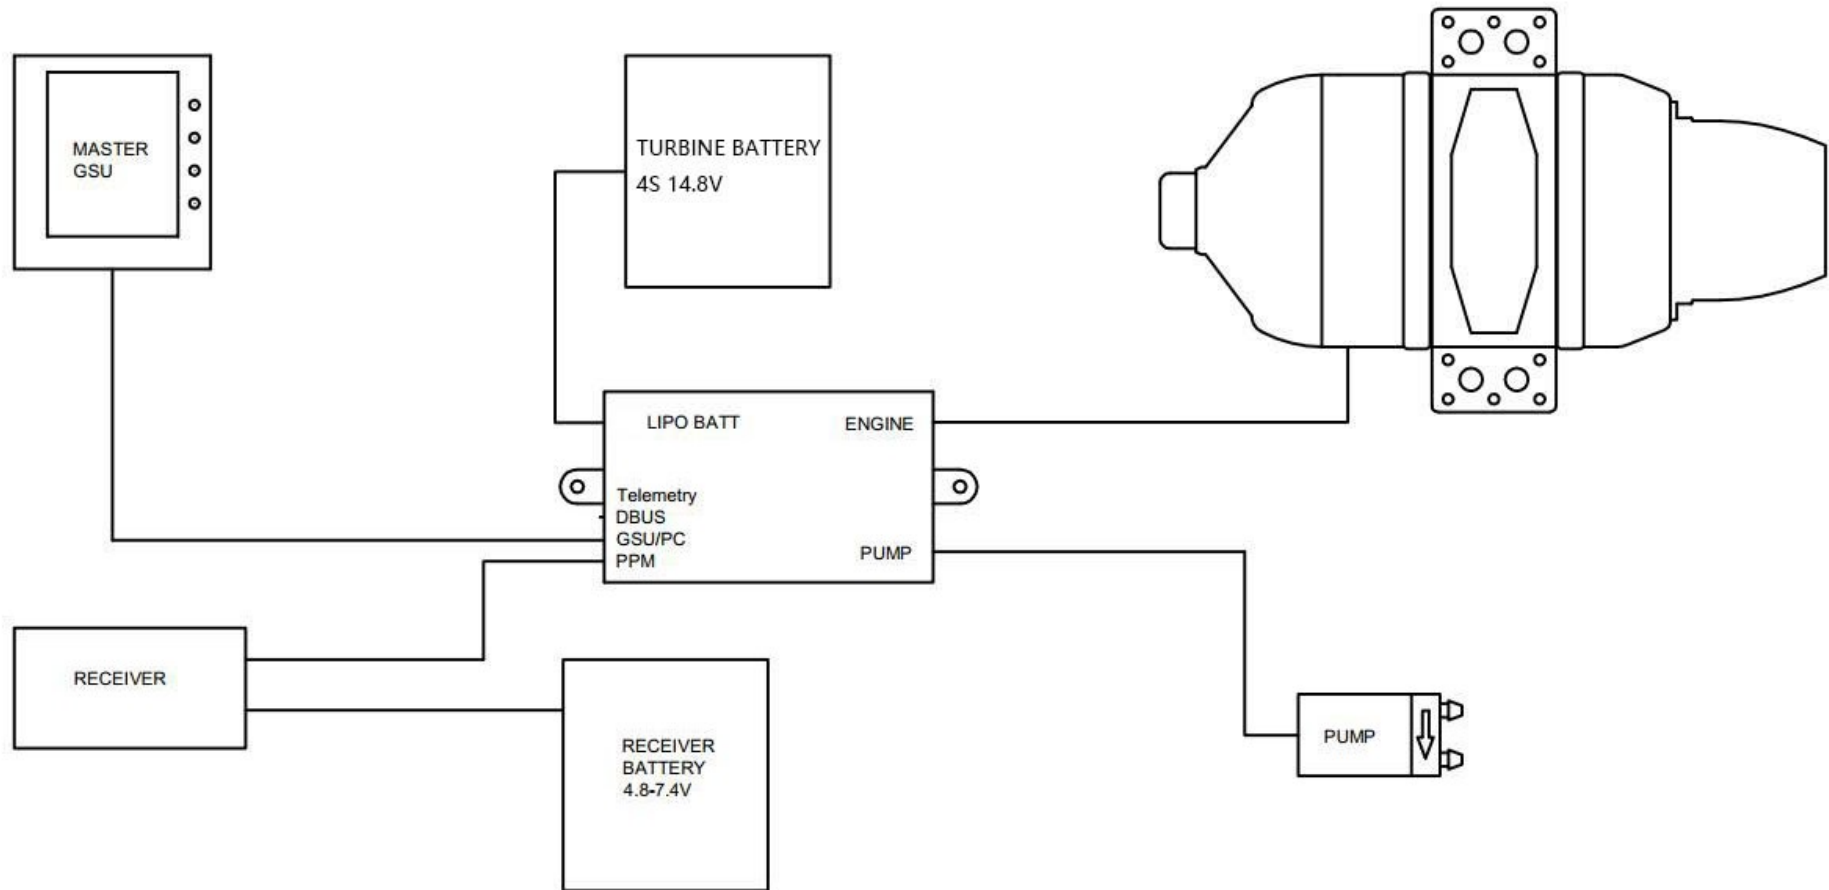 MASTER
GSU
TURBINE BATTERY
4S 14.8V
LIPO BATT
ENGINE
Telemetry
DBUS
GSU/PC
PPM
PUMP
RECEIVER
RECEIVER
BATTERY
4.8-7.4V
PUMP